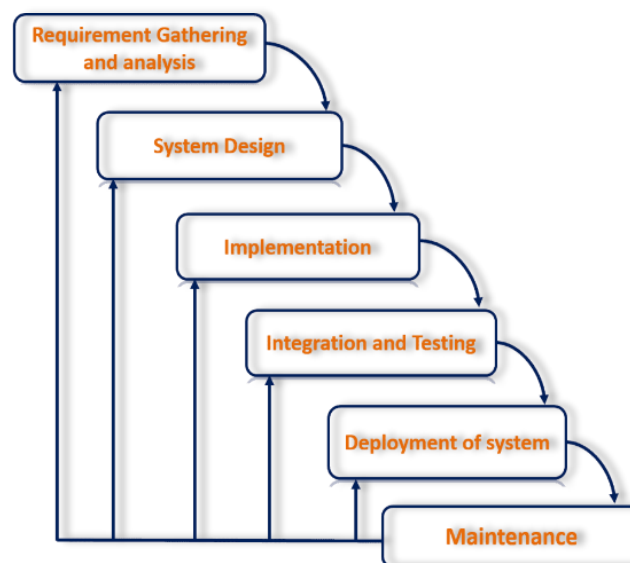 Requirement Gathering
and analysis
System Design
Implementation
Integration and Testing
Deployment of system
Maintenance